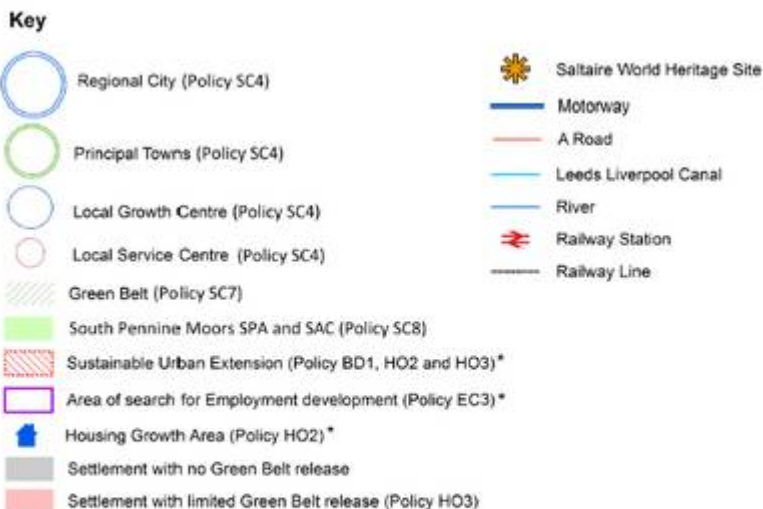 Key
Regional City (Policy SC4)
Principal Towns (Policy SC4)
Local Growth Centre (Policy SC4)
Local Service Centre (Policy SC4)
Green Belt (Policy SC7)
South Pennine Moors SPA and SAC (Policy SC8)
Sustainable Urban Extension (Policy BD1, HO2 and HO3)*
Area of search for Employment development (Policy EC3)*
Housing Growth Area (Policy HO2)*
Settlement with no Green Belt release
Settlement with limited Green Belt release (Policy HO3)
Saltaire World Heritage Site
Motorway
A Road
Leeds Liverpool Canal
River
Railway Station
Railway Line